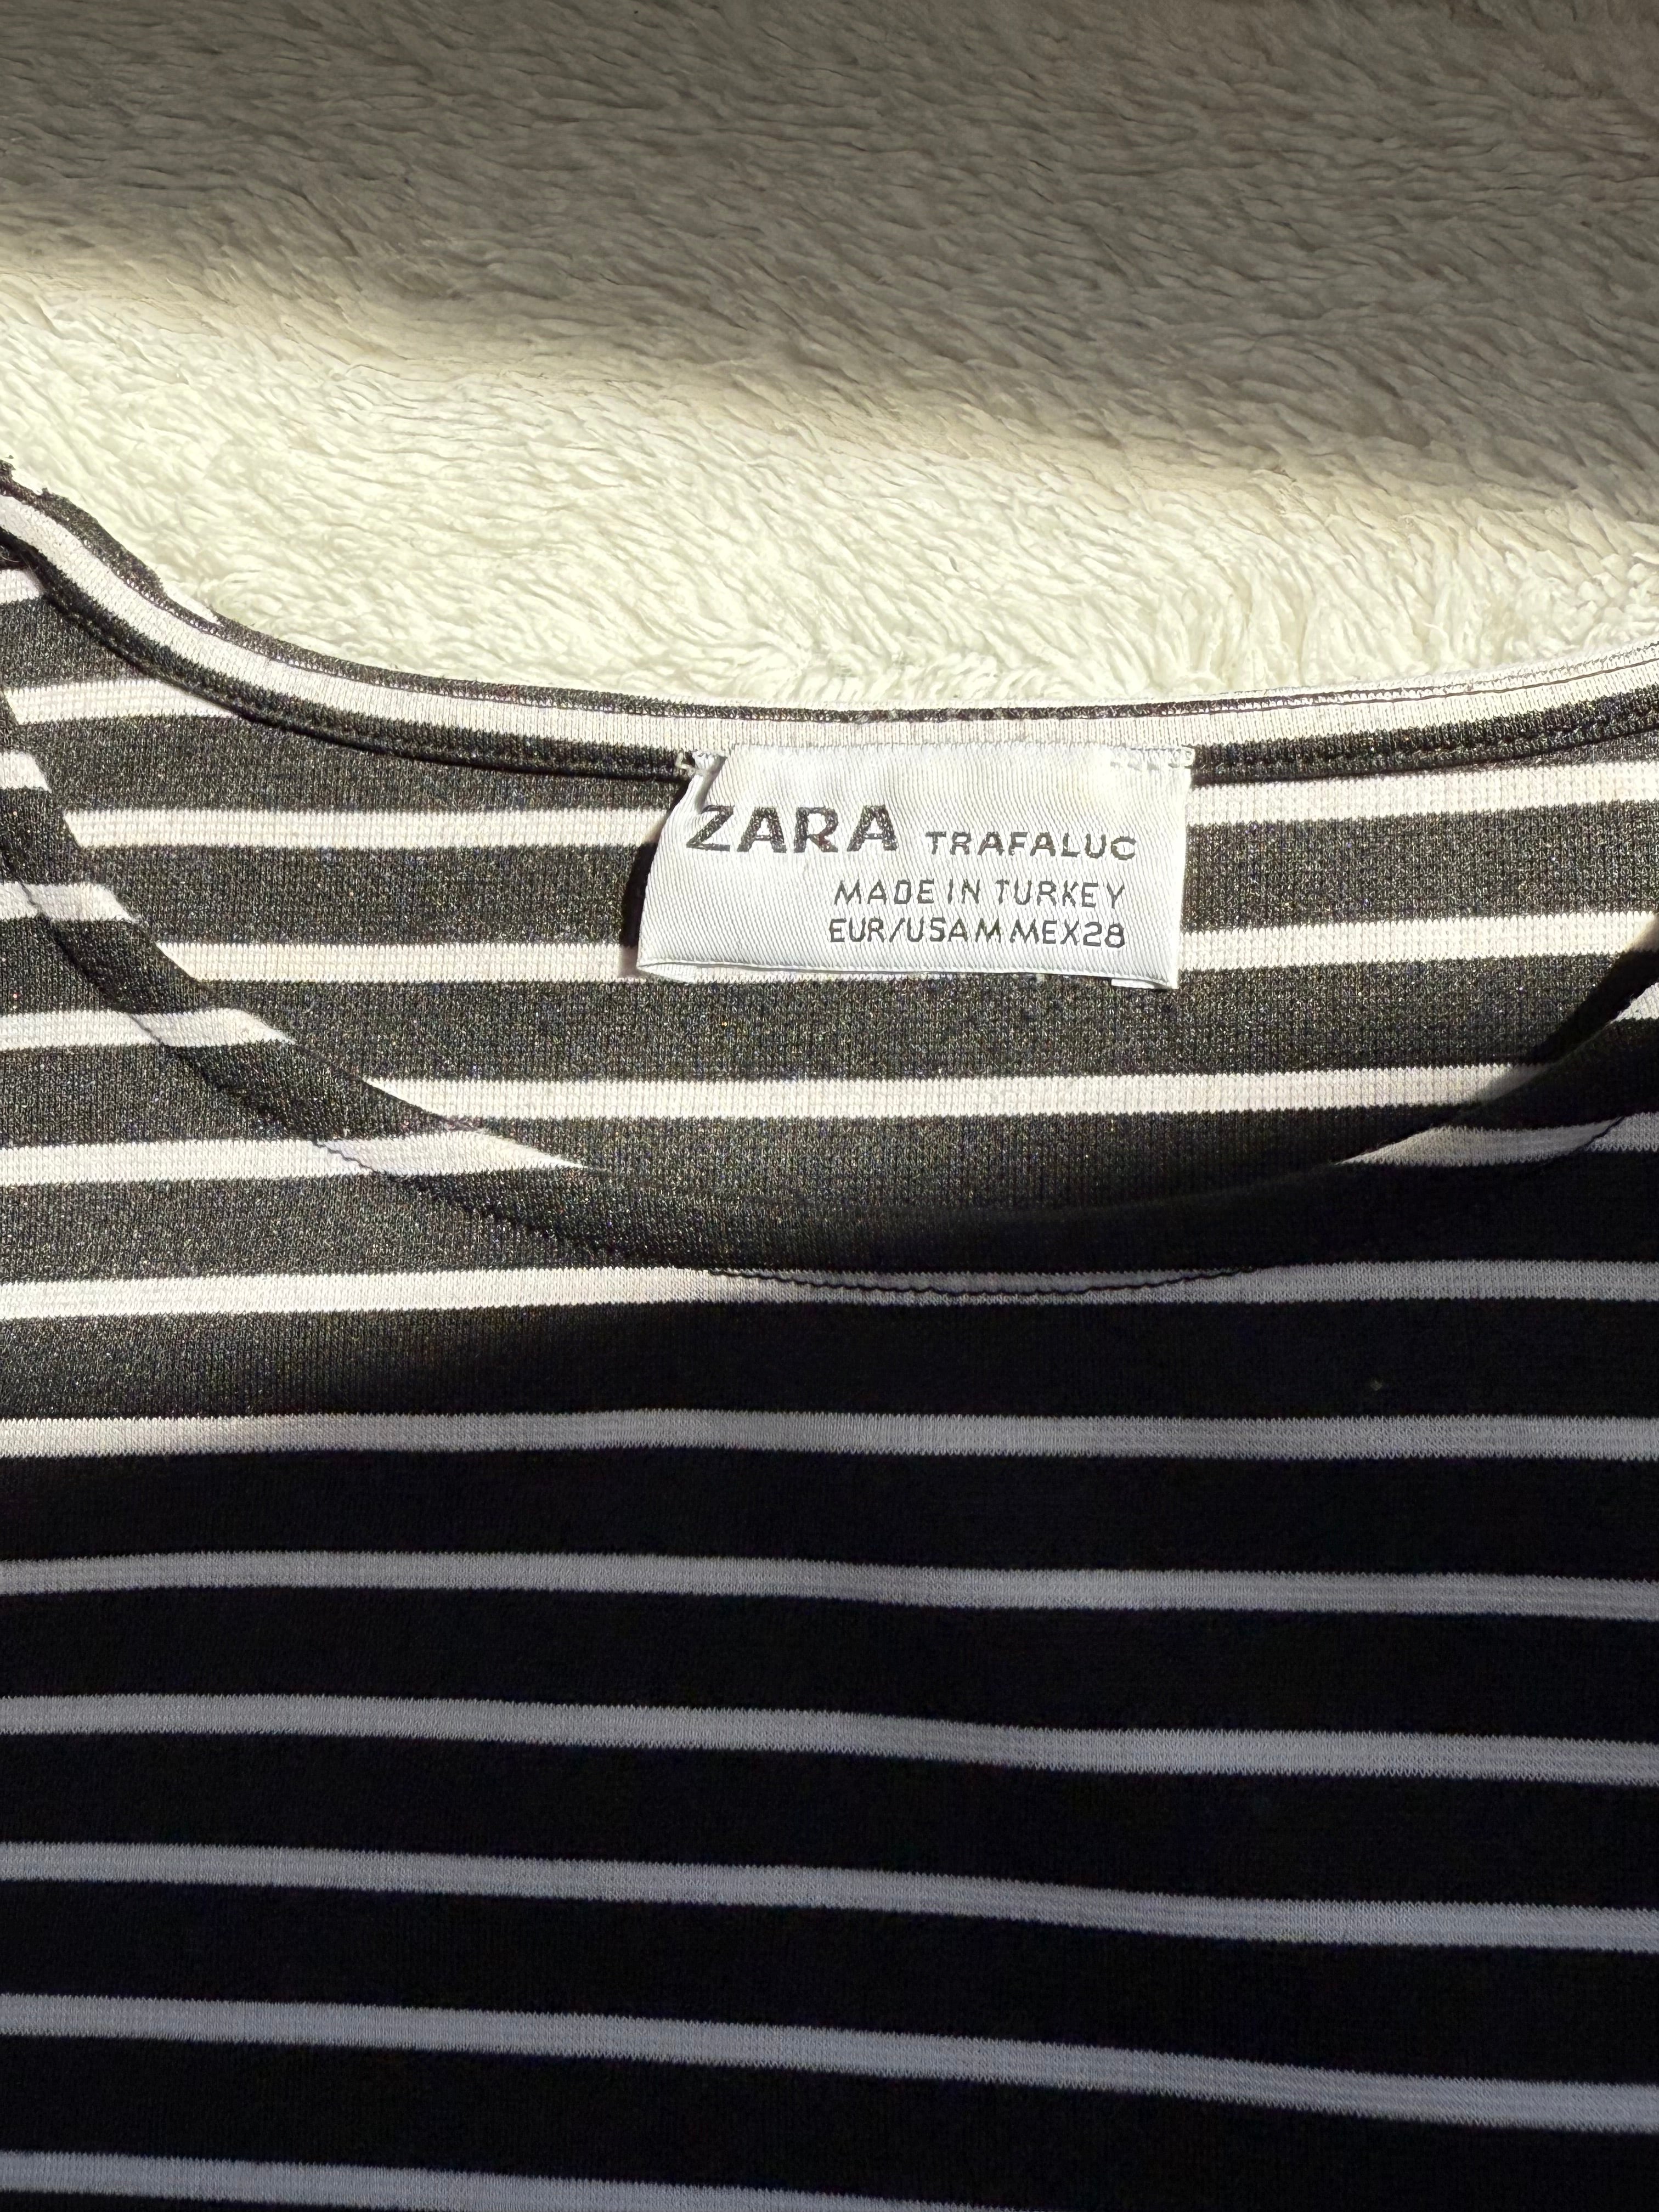 ZARA TRAFALUC
MADE IN TURKEY
EUR/USA M MEX 28